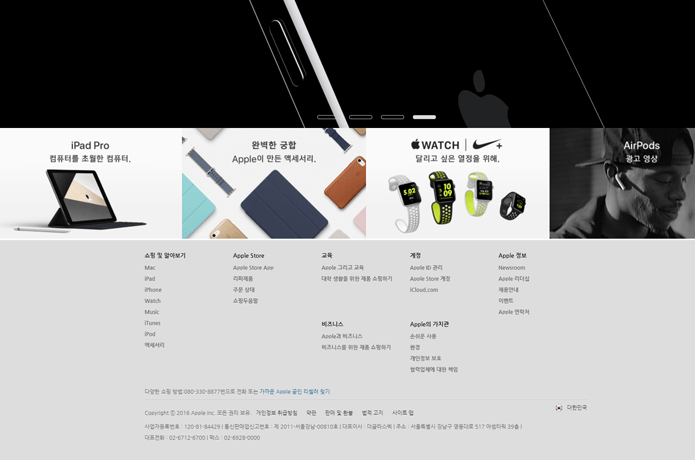 iPad Pro
컴퓨터를 초월한 컴퓨터.
완벽한 궁합
Apple이 만든 액세서리.
WATCH
달리고 싶은 열정을 위해.
AirPods
광고 영상
쇼핑 및 알아보기
Mac
iPad
iPhone
Watch
Music
iTunes
iPod
액세서리
Apple Store
Apple Store App
리퍼제품
주문 상태
쇼핑도움말
교육
Apple 그리고 교육
대학 생활을 위한 제품 쇼핑하기
비즈니스
Apple과 비즈니스
비즈니스를 위한 제품 쇼핑하기
계정
Apple ID 관리
Apple Store 계정
iCloud.com
Apple의 가치관
손쉬운 사용
환경
개인정보 보호
협력업체에 대한 책임
Apple 정보
Newsroom
Apple 리더십
채용안내
이벤트
Apple 연락처
다양한 쇼핑 방법:080-330-8877번으로 전화 또는 가까운 Apple 공인 리셀러 찾기
Copyright © 2016 Apple Inc. 모든 권리 보유. 개인정보 취급방침 약관 판매 및 환불 법적 고지 사이트 맵
대한민국
사업자등록번호 : 120-81-84429 | 통신판매업신고번호 : 제 2011-서울강남-00810호 | 대표이사 : 더글라스벡 | 주소 : 서울특별시 강남구 영동대로 517 아셈타워 39층 |
대표전화 : 02-6712-6700 | 팩스 : 02-6928-0000